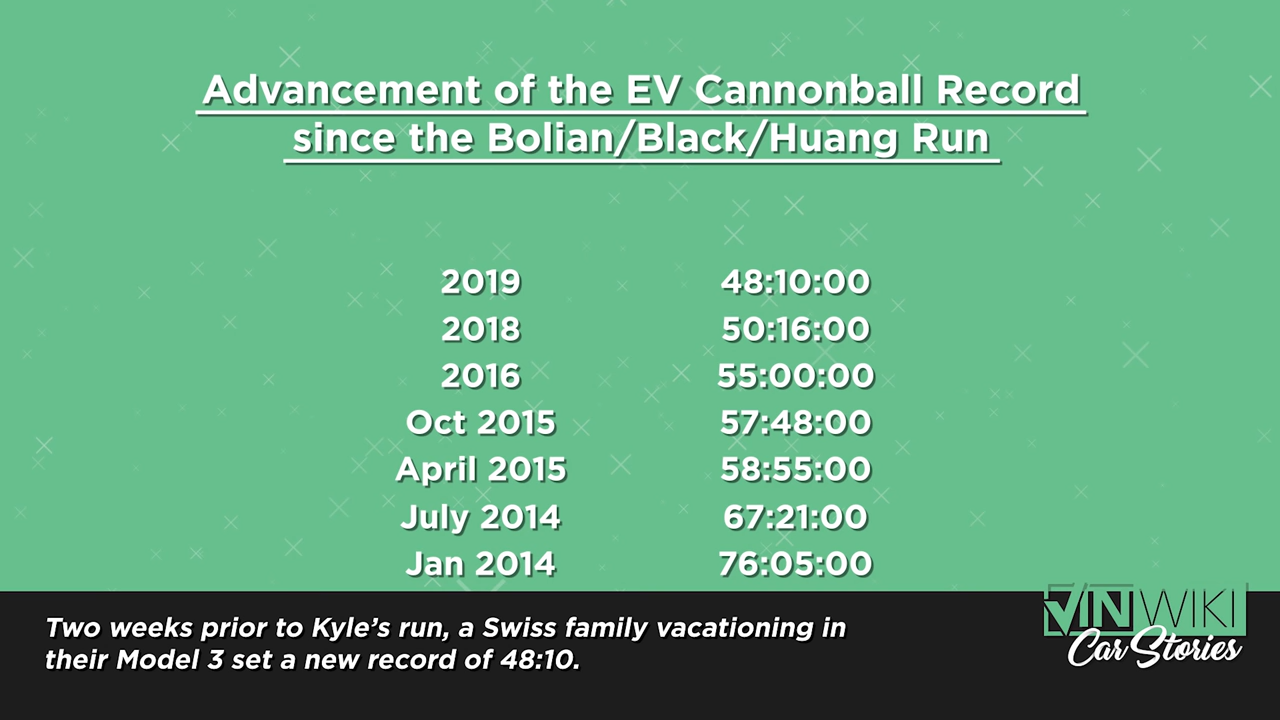 Advancement of the EV Cannonball Record
since the Bolian/Black/Huang Run
2019 48:10:00
2018 50:16:00
2016 55:00:00
Oct 2015 57:48:00
April 2015 58:55:00
July 2014 67:21:00
Jan 2014 76:05:00
Two weeks prior to Kyle's run, a Swiss family vacationing in
their Model 3 set a new record of 48:10.
VINWIKI
Car Stories